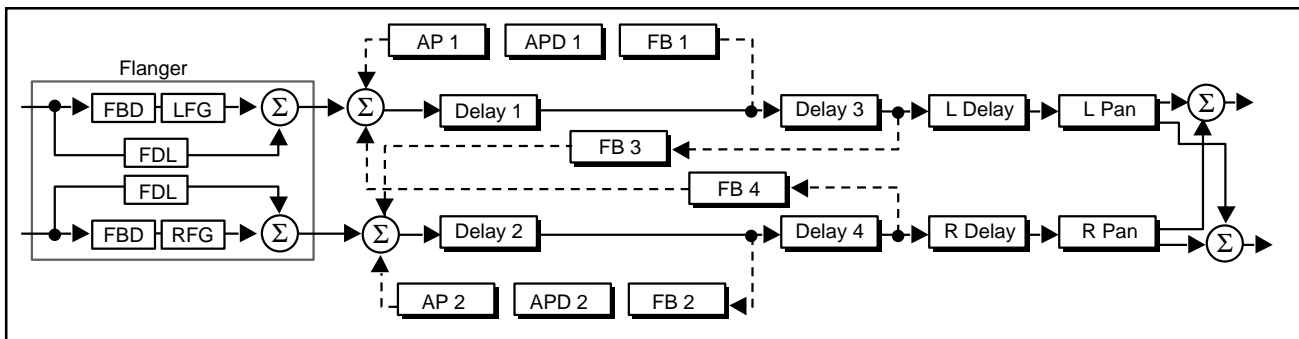 AP 1 APD 1 FB 1
Flanger
FBD LFG Σ Σ Delay 1 Delay 3 L Delay L Pan Σ
FDL FB 3
FDL FB 4
FBD RFG Σ Σ Delay 2 Delay 4 R Delay R Pan Σ
AP 2 APD 2 FB 2